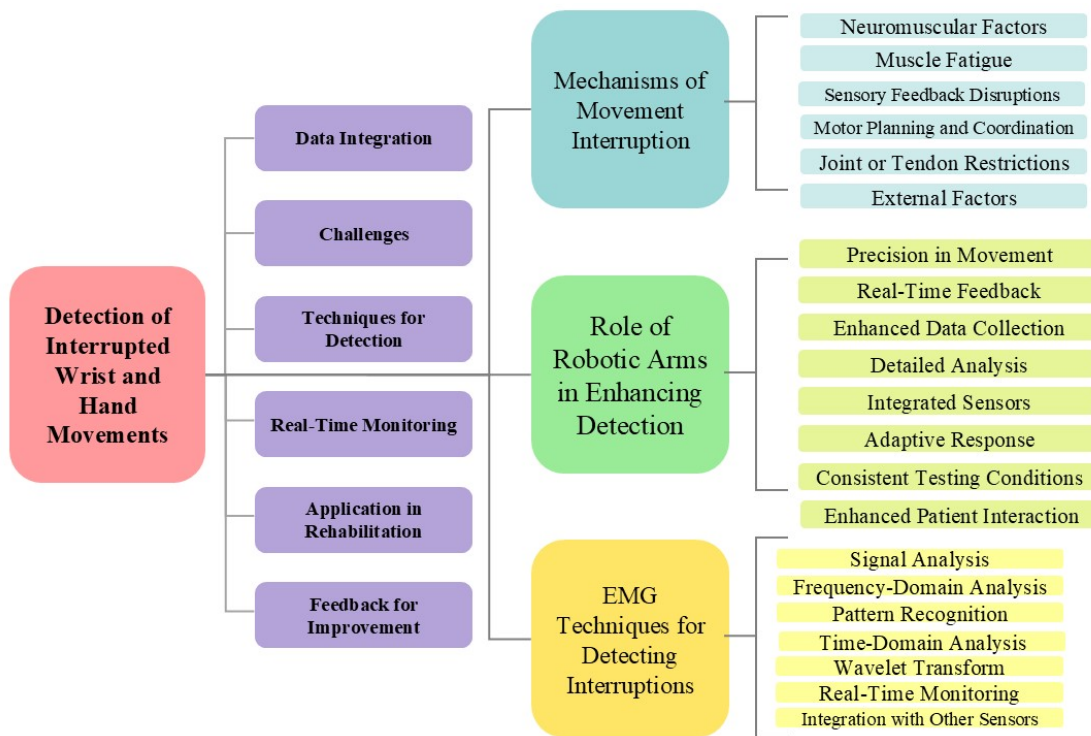 Detection of
Interrupted
Wrist and
Hand
Movements
Data Integration
Challenges
Techniques for
Detection
Real-Time Monitoring
Application in
Rehabilitation
Feedback for
Improvement
Mechanisms of
Movement
Interruption
Neuromuscular Factors
Muscle Fatigue
Sensory Feedback Disruptions
Motor Planning and Coordination
Joint or Tendon Restrictions
External Factors
Role of
Robotic Arms
in Enhancing
Detection
Precision in Movement
Real-Time Feedback
Enhanced Data Collection
Detailed Analysis
Integrated Sensors
Adaptive Response
Consistent Testing Conditions
Enhanced Patient Interaction
EMG
Techniques for
Detecting
Interruptions
Signal Analysis
Frequency-Domain Analysis
Pattern Recognition
Time-Domain Analysis
Wavelet Transform
Real-Time Monitoring
Integration with Other Sensors